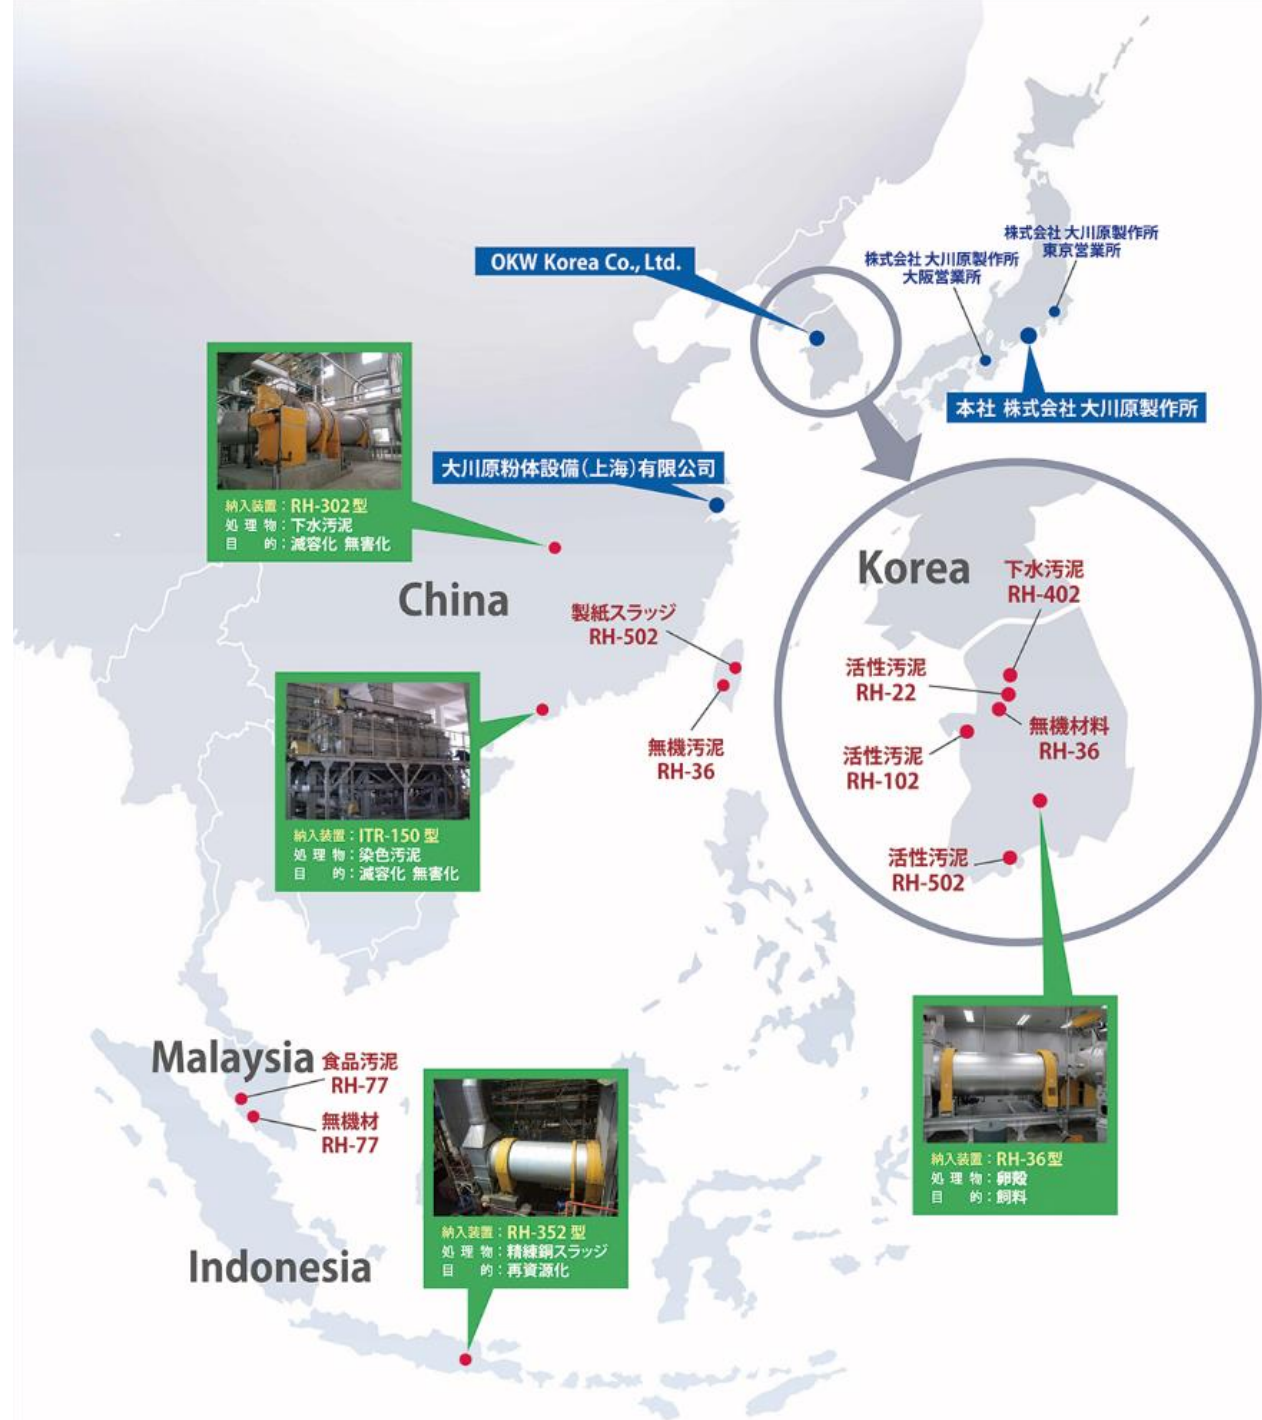 株式会社 大川原製作所
東京営業所
株式会社 大川原製作所
大阪営業所
OKW Korea Co., Ltd.
本社 株式会社 大川原製作所
大川原粉体設備(上海)有限公司
納入装置:RH-302型
処理物:下水汚泥
目的:減容化 無害化
China
製紙スラッジ
RH-502
無機汚泥
RH-36
納入装置:ITR-150型
処理物:染色汚泥
目的:減容化 無害化
Korea
下水汚泥
RH-402
活性汚泥
RH-22
無機材料
RH-36
活性汚泥
RH-102
活性汚泥
RH-502
納入装置:RH-36型
処理物:卵殻
目的:飼料
Malaysia
食品汚泥
RH-77
無機材
RH-77
納入装置:RH-352型
処理物:精練銅スラッジ
目的:再資源化
Indonesia